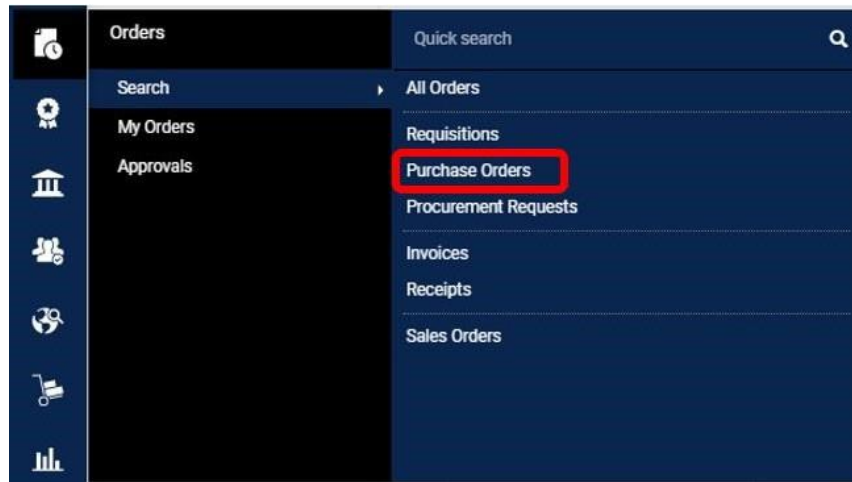 Orders
Quick search
Search
All Orders
My Orders
Requisitions
Approvals
Purchase Orders
Procurement Requests
Invoices
Receipts
Sales Orders